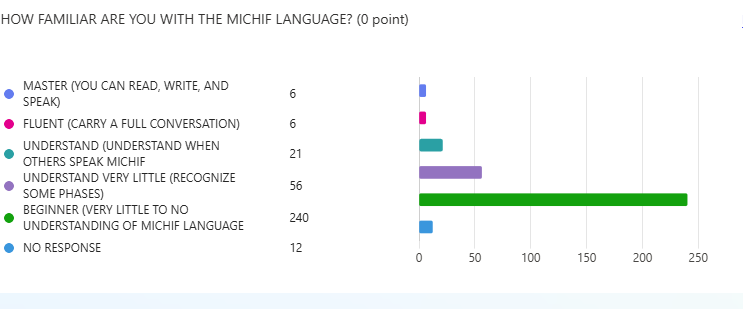 HOW FAMILIAR ARE YOU WITH THE MICHIF LANGUAGE? (0 point)
MASTER (YOU CAN READ, WRITE, AND
SPEAK)
6
FLUENT (CARRY A FULL CONVERSATION)
6
UNDERSTAND (UNDERSTAND WHEN
OTHERS SPEAK MICHIF
21
UNDERSTAND VERY LITTLE (RECOGNIZE
SOME PHASES)
56
BEGINNER (VERY LITTLE TO NO
UNDERSTANDING OF MICHIF LANGUAGE
240
NO RESPONSE
12
0 50 100 150 200 250